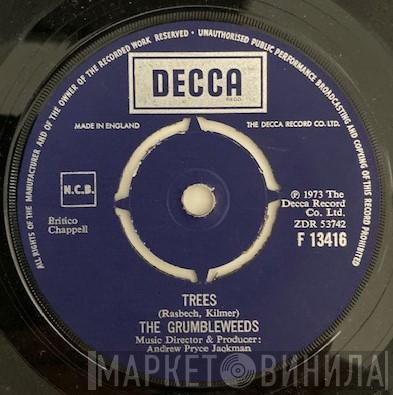 ALL RIGHTS OF THE MANUFACTURER AND OF THE OWNER OF THE RECORDED WORK RESERVED • UNAUTHORISED PUBLIC PERFORMANCE BROADCASTING AND COPYING OF THIS RECORD PROHIBITED
DECCA
REGD.
MADE IN ENGLAND
THE DECCA RECORD CO. LTD.
N.C.B.
Britico
Chappell
Ⓟ 1973 The
Decca Record
Co. Ltd.
ZDR 53742
F 13416
TREES
(Rasbech, Kilmer)
THE GRUMBLEWEEDS
Music Director & Producer:
Andrew Pryce Jackman
МАРКЕТ ВИНИЛА